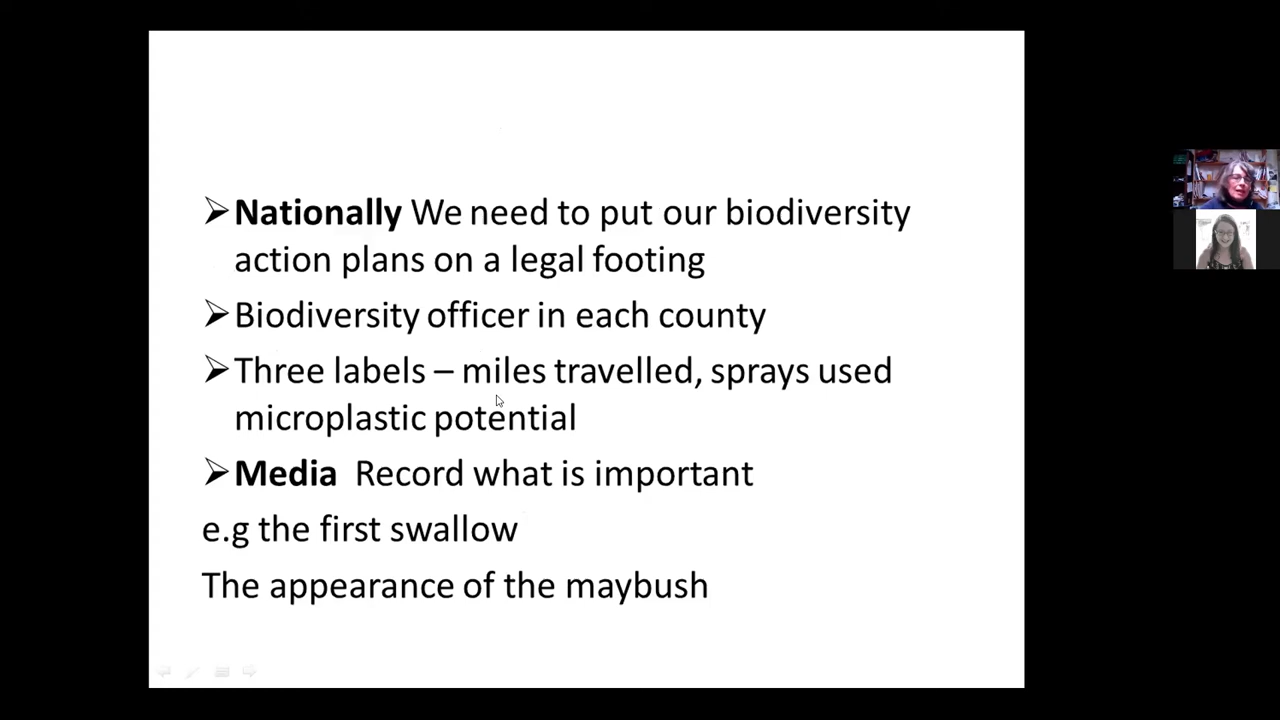 Nationally We need to put our biodiversity
action plans on a legal footing
Biodiversity officer in each county
Three labels – miles travelled, sprays used
microplastic potential
Media Record what is important
e.g the first swallow
The appearance of the maybush